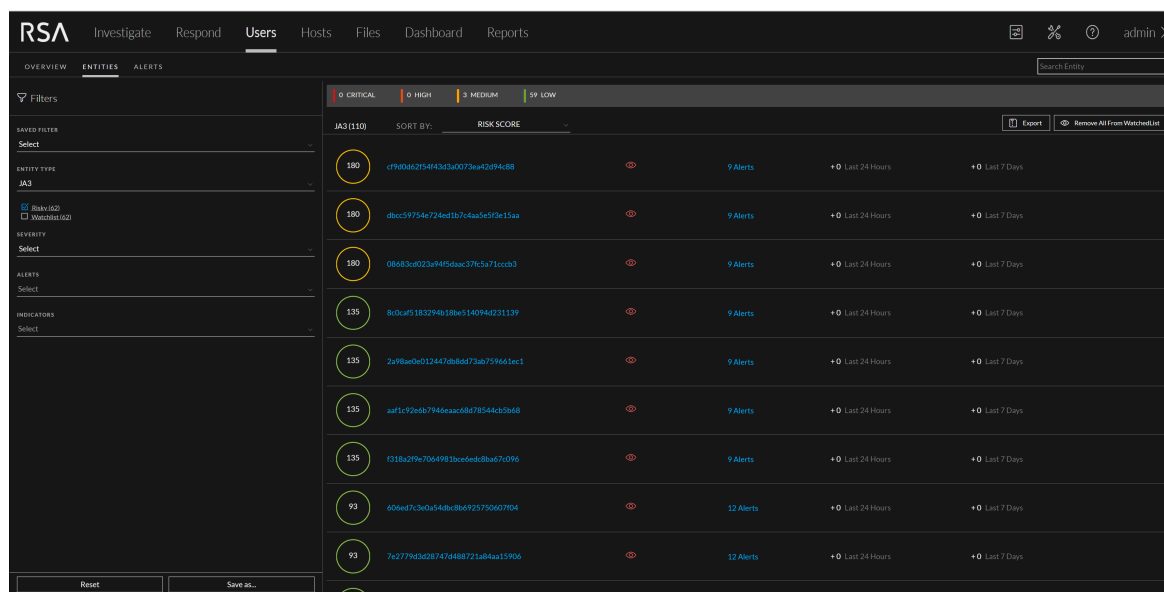 RSA Investigate Respond Users Hosts Files Dashboard Reports admin
OVERVIEW ENTITIES ALERTS Search Entity
Filters
0 CRITICAL 0 HIGH 3 MEDIUM 59 LOW
JA3 (110) SORT BY: RISK SCORE Export Remove All From WatchedList
SAVED FILTER
Select
ENTITY TYPE
JA3
Risky (62)
Watchlist (62)
SEVERITY
Select
ALERTS
Select
INDICATORS
Select
Reset Save as...
180 cf9d0d62f54f43d3a0073ea42d94c88 9 Alerts +0 Last 24 Hours +0 Last 7 Days
180 dbcc59754e724ed1b7c4aa5e5f3e15aa 9 Alerts +0 Last 24 Hours +0 Last 7 Days
180 08683cd023a94f5daac37fc5a71cccb3 9 Alerts +0 Last 24 Hours +0 Last 7 Days
135 8c0caf5183294b18be514094d231139 9 Alerts +0 Last 24 Hours +0 Last 7 Days
135 2a98ae0e012447db8dd73ab759661ec1 9 Alerts +0 Last 24 Hours +0 Last 7 Days
135 aaf1c92e6b7946eaac68d78544cb5b68 9 Alerts +0 Last 24 Hours +0 Last 7 Days
135 f318a2f9e7064981bce6edc8ba67c096 9 Alerts +0 Last 24 Hours +0 Last 7 Days
93 606ed7c3e0a54dbc8b6925750607f04 12 Alerts +0 Last 24 Hours +0 Last 7 Days
93 7e2779d3d28747d488721a84aa15906 12 Alerts +0 Last 24 Hours +0 Last 7 Days